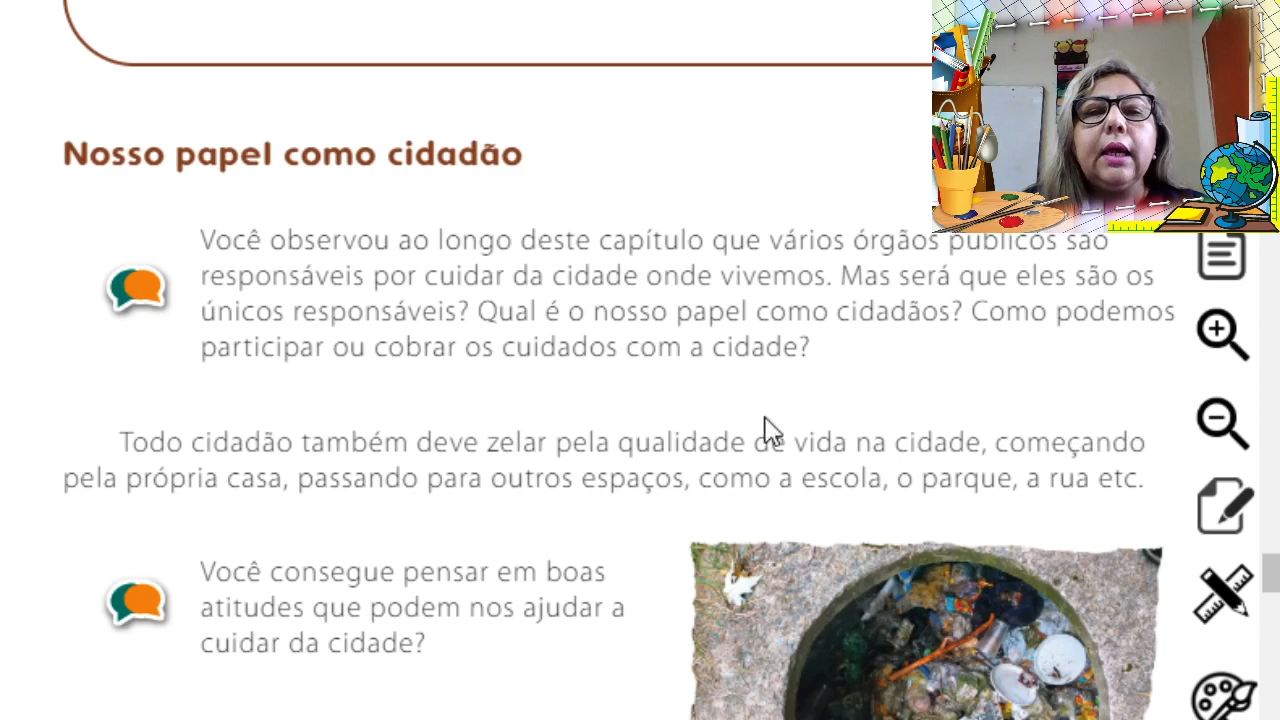 Nosso papel como cidadão
Você observou ao longo deste capítulo que vários órgãos públicos são
responsáveis por cuidar da cidade onde vivemos. Mas será que eles são os
únicos responsáveis? Qual é o nosso papel como cidadãos? Como podemos
participar ou cobrar os cuidados com a cidade?
Todo cidadão também deve zelar pela qualidade de vida na cidade, começando
pela própria casa, passando para outros espaços, como a escola, o parque, a rua etc.
Você consegue pensar em boas
atitudes que podem nos ajudar a
cuidar da cidade?